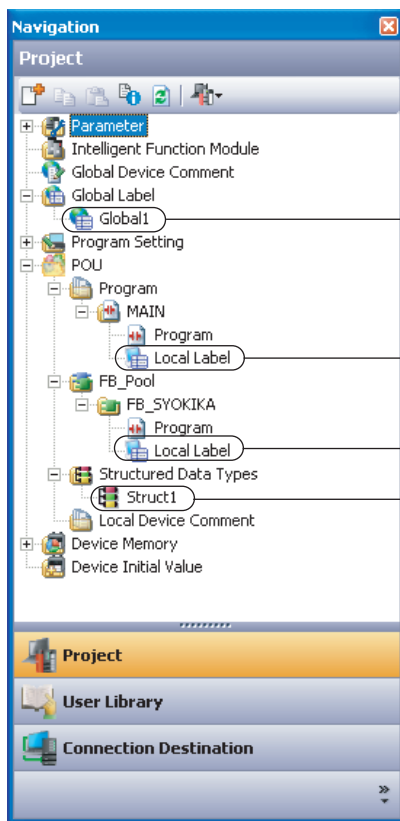 Navigation
Project
Parameter
Intelligent Function Module
Global Device Comment
Global Label
Global1
Program Setting
POU
Program
MAIN
Program
Local Label
FB_Pool
FB_SYOKIKA
Program
Local Label
Structured Data Types
Struct1
Local Device Comment
Device Memory
Device Initial Value
Project
User Library
Connection Destination